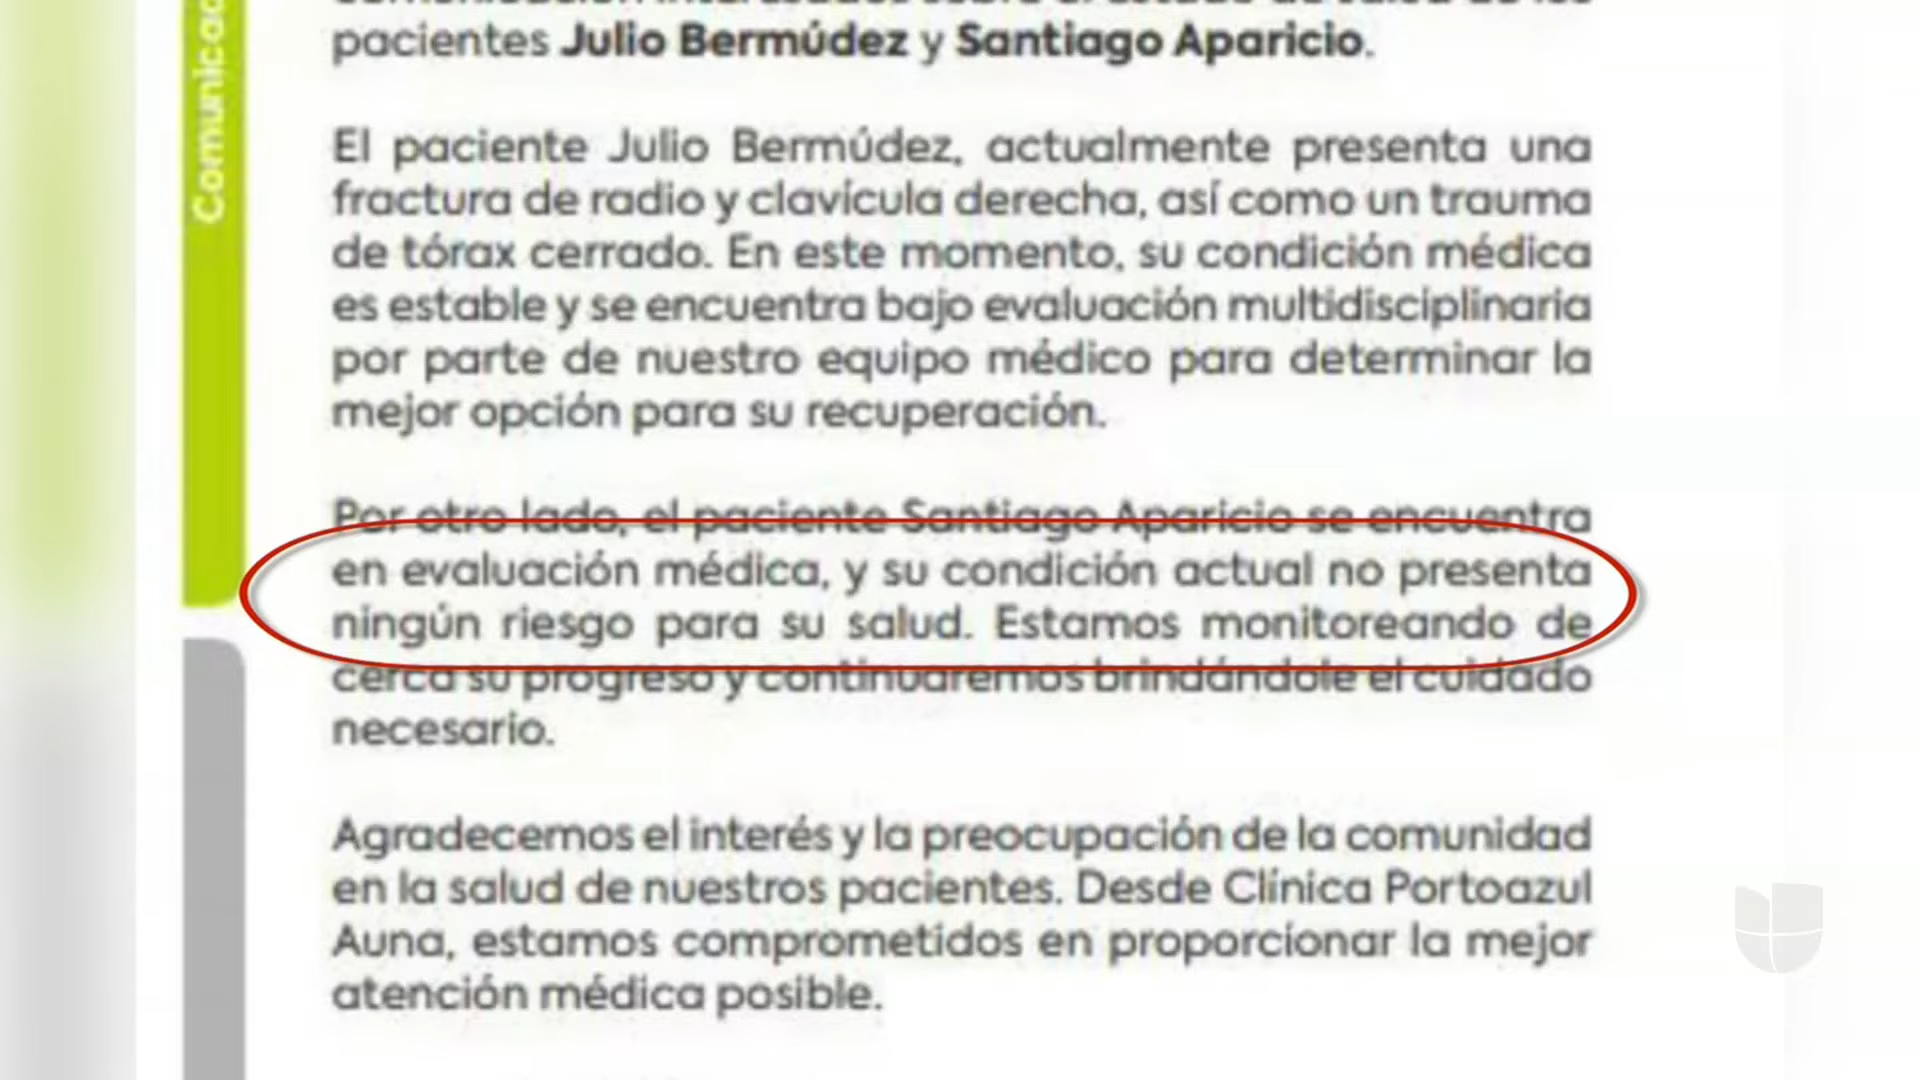 Comunicad
pacientes Julio Bermúdez y Santiago Aparicio.
El paciente Julio Bermúdez, actualmente presenta una
fractura de radio y clavícula derecha, así como un trauma
de tórax cerrado. En este momento, su condición médica
es estable y se encuentra bajo evaluación multidisciplinaria
por parte de nuestro equipo médico para determinar la
mejor opción para su recuperación.
Por otro lado, el paciente Santiago Aparicio se encuentra
en evaluación médica, y su condición actual no presenta
ningún riesgo para su salud. Estamos monitoreando de
cerca su progreso y continuaremos brindándole el cuidado
necesario.
Agradecemos el interés y la preocupación de la comunidad
en la salud de nuestros pacientes. Desde Clínica Portoazul
Auna, estamos comprometidos en proporcionar la mejor
atención médica posible.